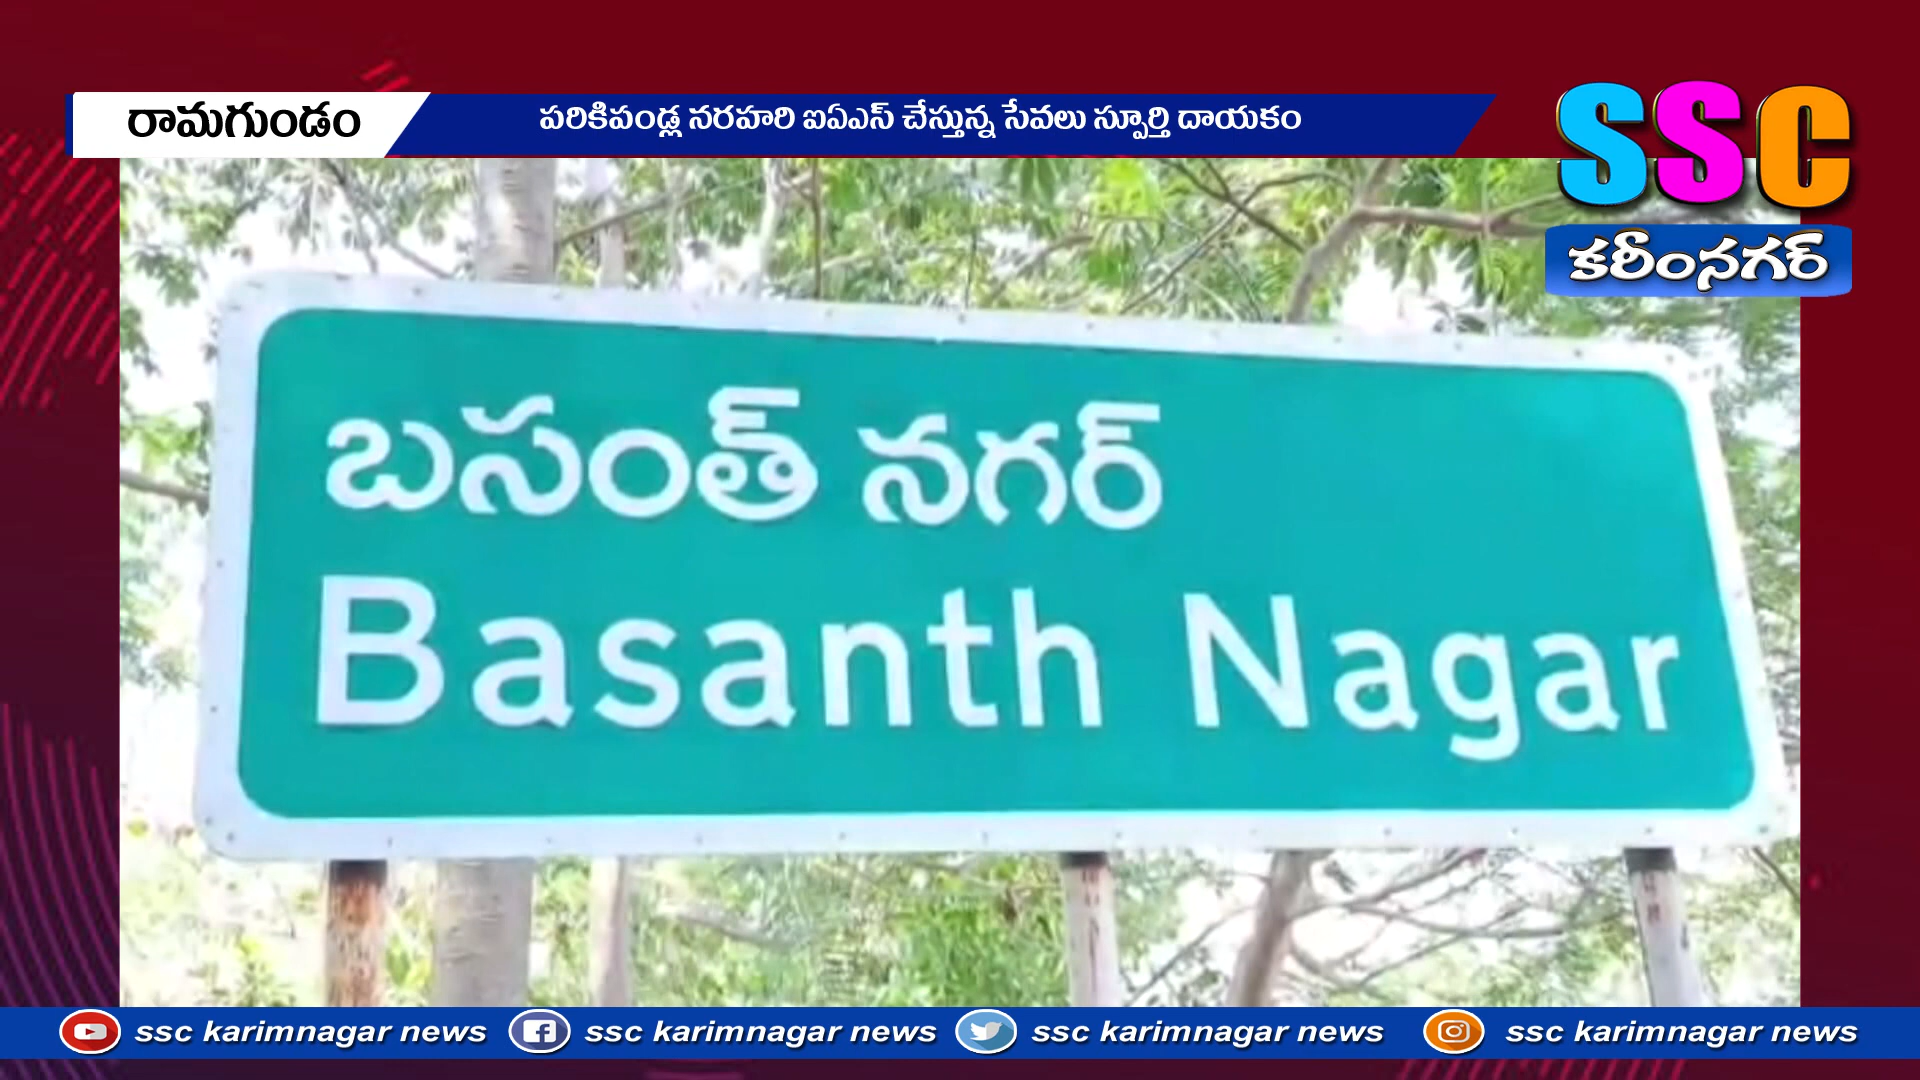 రామగుండం
పరికిపండ్ల నరహరి ఐఏఎస్ చేస్తున్న సేవలు స్పూర్తి దాయకం
SSC
కరీంనగర్
బసంత్ నగర్
Basanth Nagar
ssc karimnagar news ssc karimnagar news ssc karimnagar news ssc karimnagar news